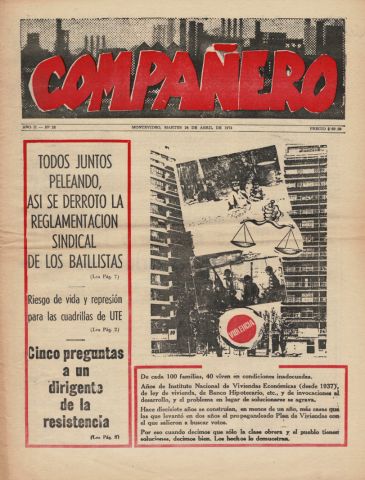 COMPAÑERO
AÑO II — Nº
MONTEVIDEO, MARTES DE ABRIL DE
PRECIO $
TODOS JUNTOS
PELEANDO,
ASI SE DERROTO LA
REGLAMENTACION
SINDICAL
DE LOS BATLLISTAS
(Lea Pág. 7)
Riesgo de vida y represión
para las cuadrillas de UTE
(Lea Pág. 2)
Cinco preguntas
a un
dirigente
de la
resistencia
(Lea Pág. 8)
De cada 100 familias, 40 viven en condiciones inadecuadas.
Años de Instituto Nacional de Viviendas Económicas (desde 1937),
de ley de vivienda, de Banco Hipotecario, etc., y de invocaciones al
desarrollo, y el problema en lugar de solucionarse se agrava.
Hace diecisiete años se construían, en menos de un año, más casas que
las que levantó en dos años el propagandeado Plan de Viviendas con
el que salieron a buscar votos.
Por eso cuando decimos que sólo la clase obrera y el pueblo tienen
soluciones, decimos bien. Los hechos lo demuestran.